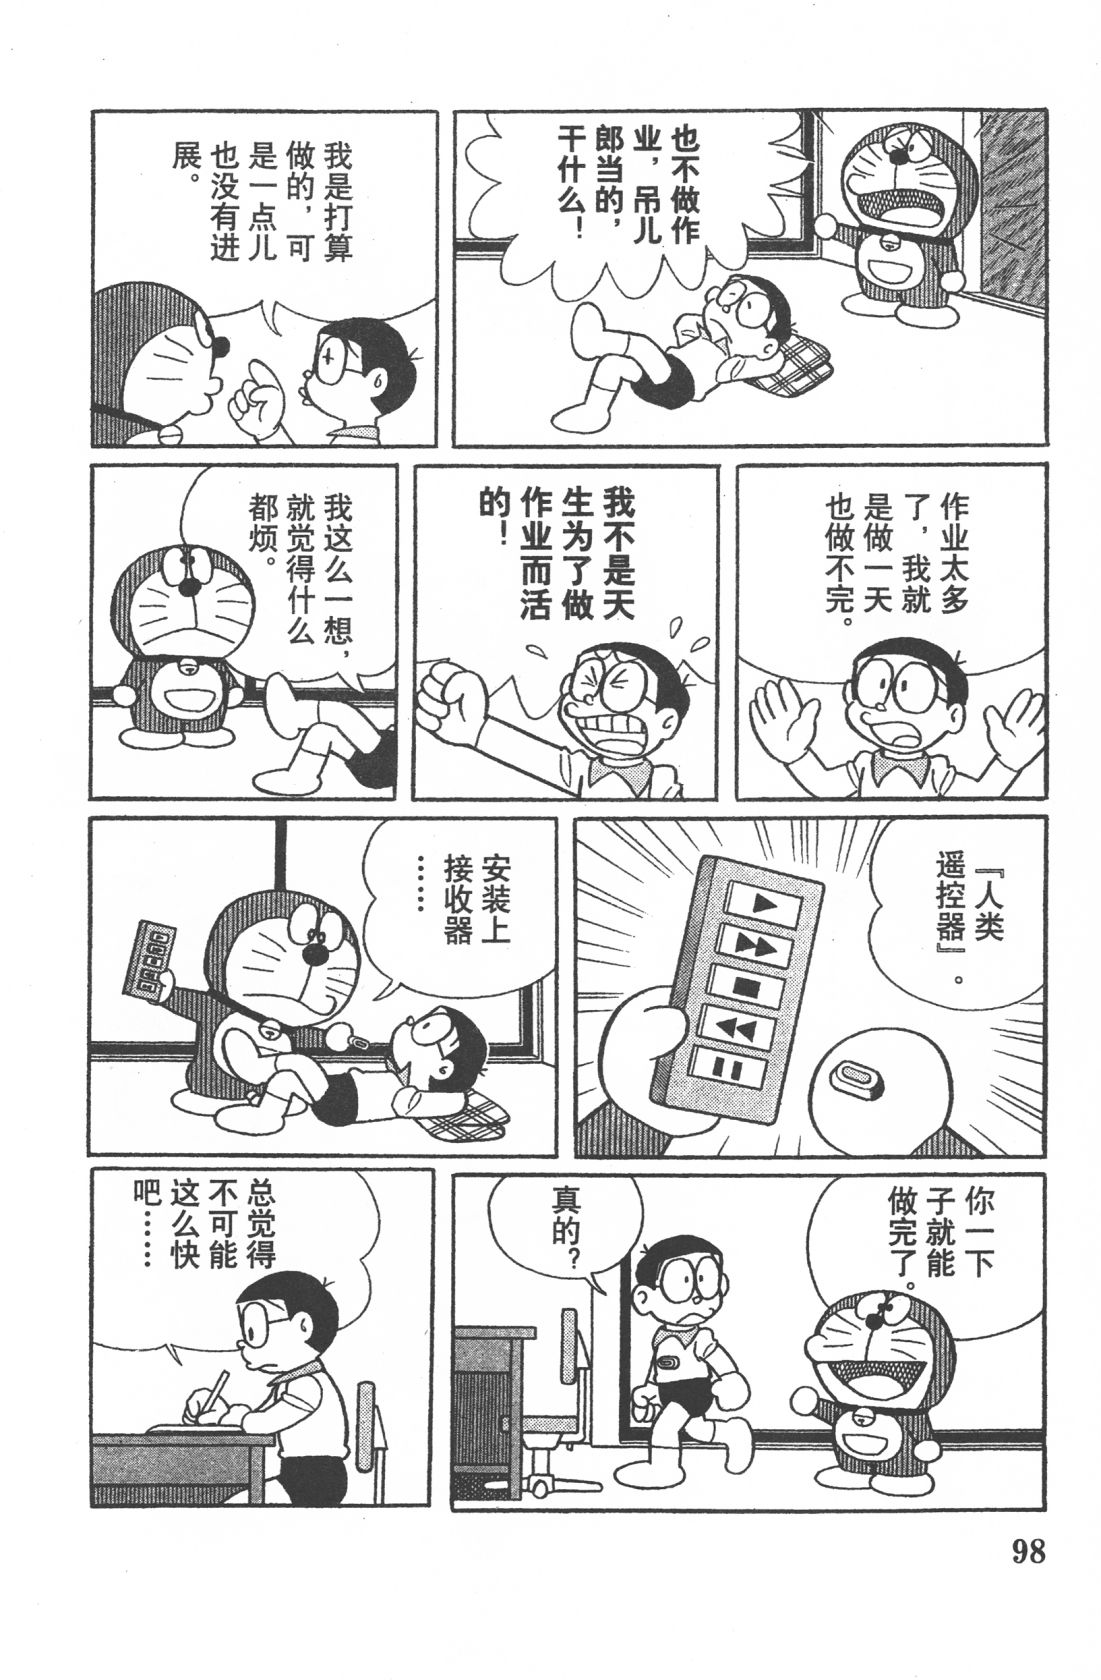 也不做作
业，吊儿
郎当的，
干什么！
我是打算
做的，可
是一点儿
也没有进
展。
作业太多
了，我就
是做一天
也做不完。
我不是天
生为了做
作业而活
的！
我这么一想，
就觉得什么
都烦。
『人类
遥控器』。
安装上
接收器
……
你一下
子就能
做完了。
真的？
总觉得
不可能
这么快
吧……
98